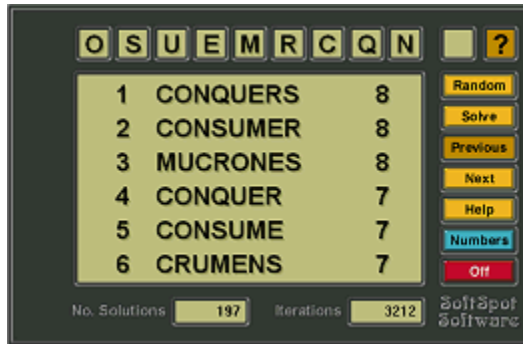 O S U E M R C Q N ?
1 CONQUERS 8
2 CONSUMER 8
3 MUCRONES 8
4 CONQUER 7
5 CONSUME 7
6 CRUMENS 7
Random
Solve
Previous
Next
Help
Numbers
Off
No. Solutions 197 Iterations 3212
SoftSpot
Software